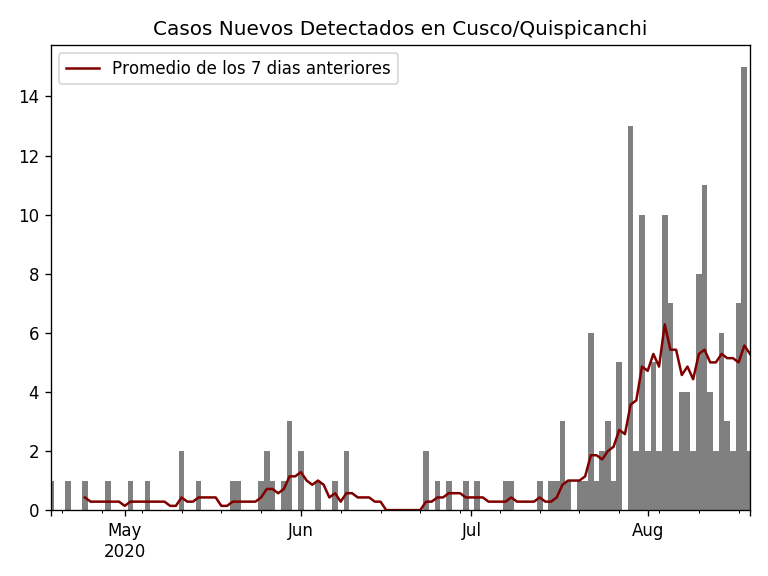 Casos Nuevos Detectados en Cusco/Quispicanchi
Promedio de los 7 dias anteriores
14
12
10
8
6
4
2
0
May
2020
Jun
Jul
Aug